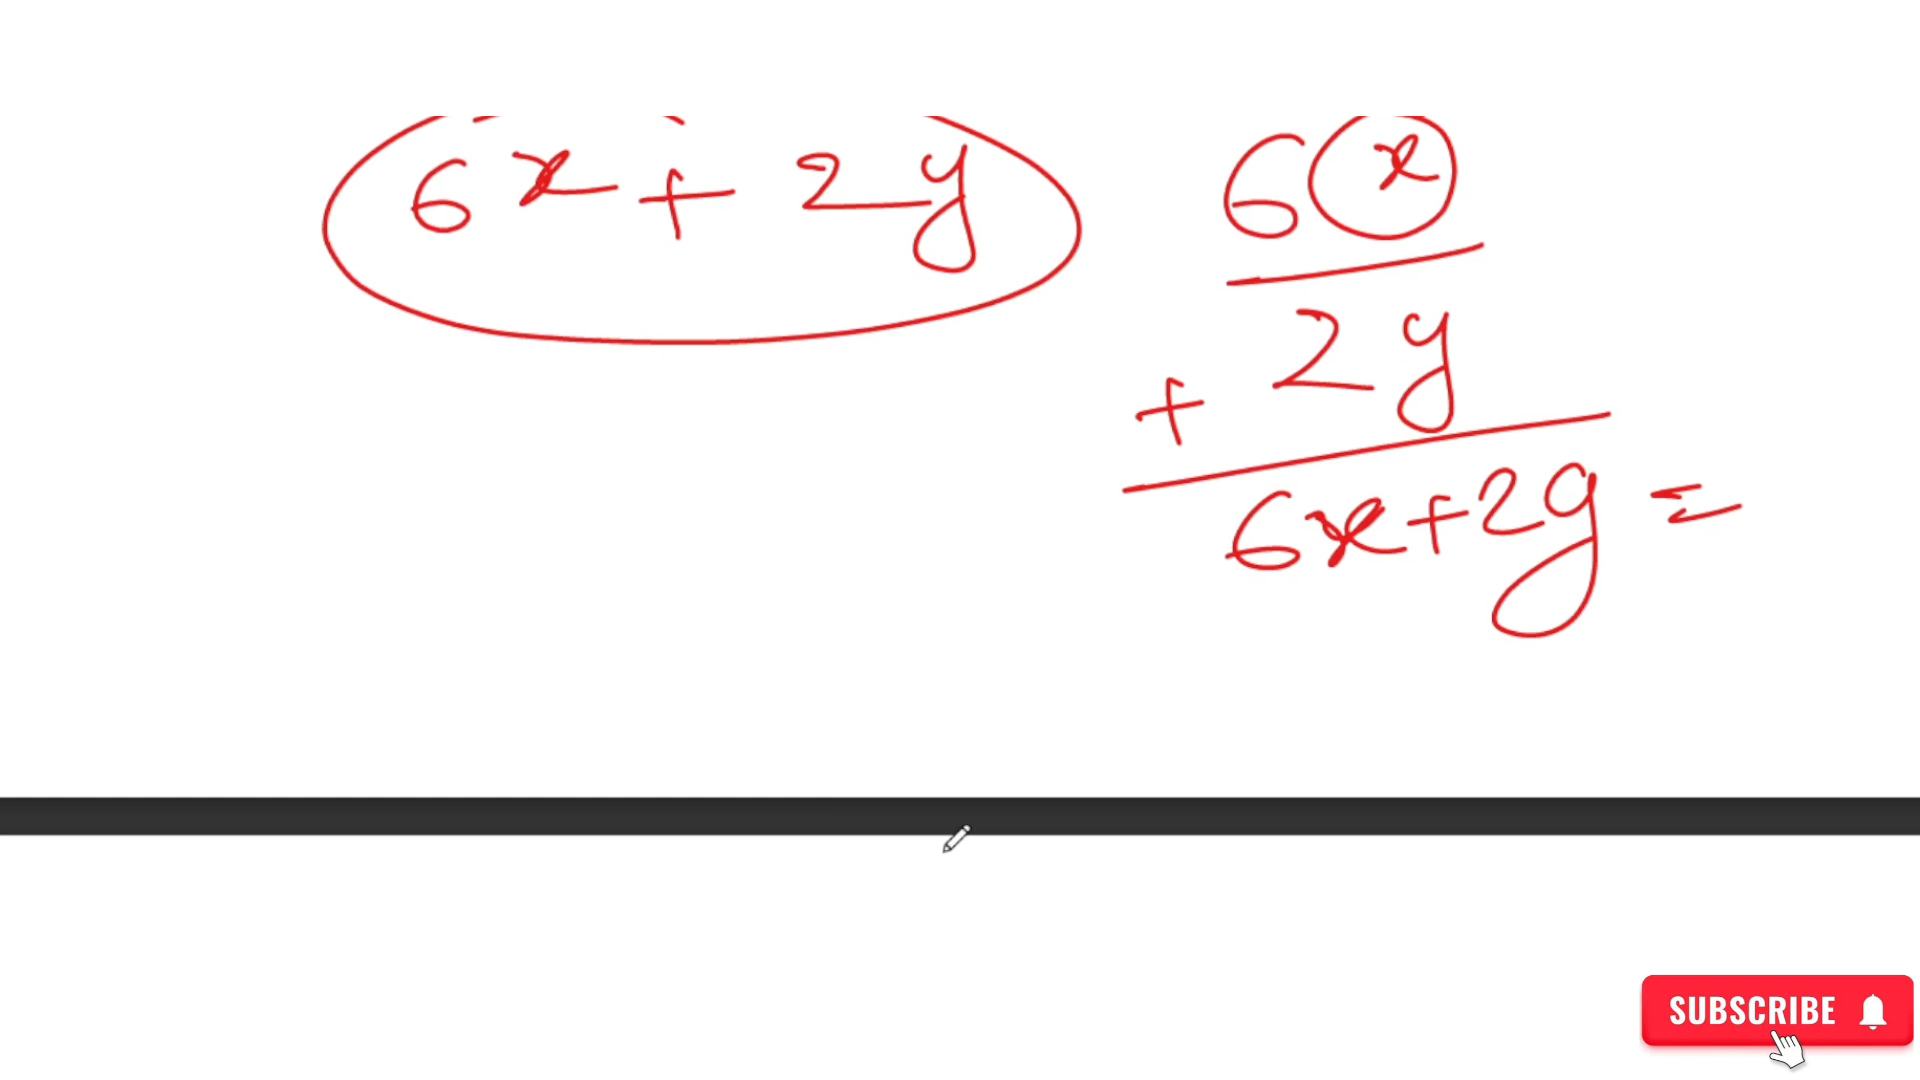 6x + 2y
6x
2y
+
6x+2y =
SUBSCRIBE